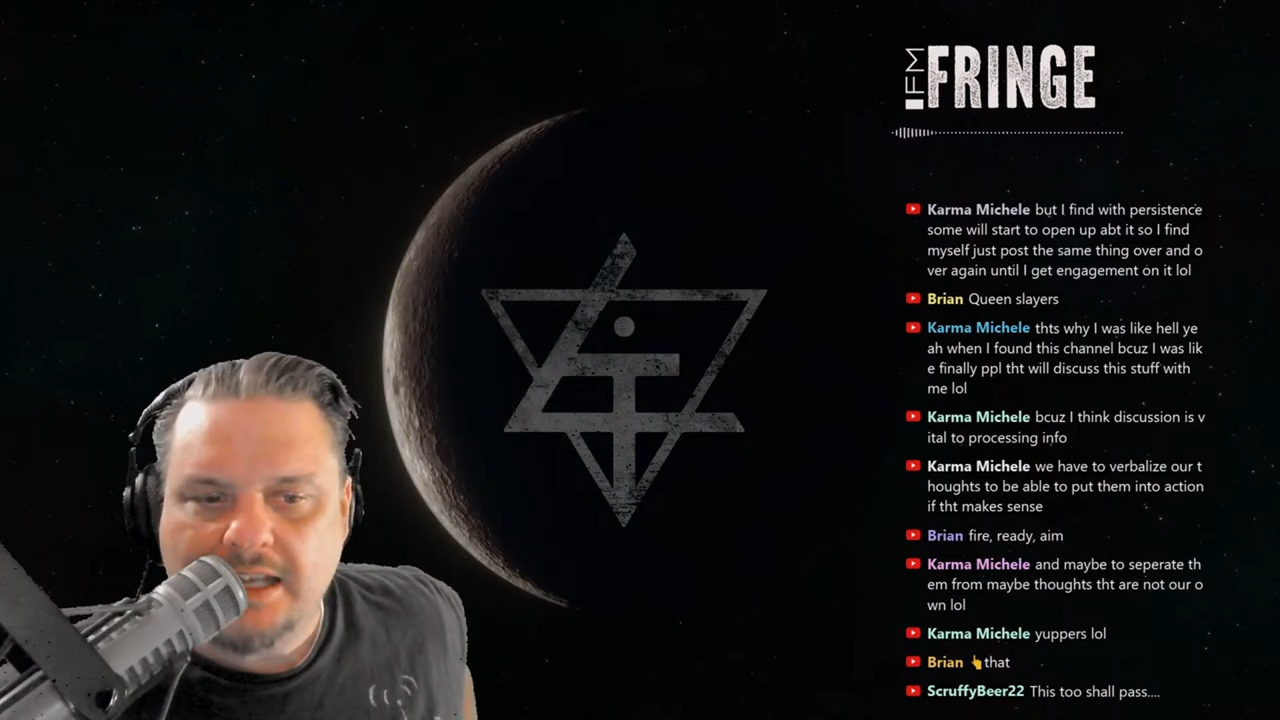 .FM
FRINGE
Karma Michele but I find with persistence
some will start to open up abt it so I find
myself just post the same thing over and o
ver again until I get engagement on it lol
Brian Queen slayers
Karma Michele thts why I was like hell ye
ah when I found this channel bcuz I was lik
e finally ppl tht will discuss this stuff with
me lol
Karma Michele bcuz I think discussion is v
ital to processing info
Karma Michele we have to verbalize our t
houghts to be able to put them into action
if tht makes sense
Brian fire, ready, aim
Karma Michele and maybe to seperate th
em from maybe thoughts tht are not our o
wn lol
Karma Michele yuppers lol
Brian 👆that
ScruffyBeer22 This too shall pass....